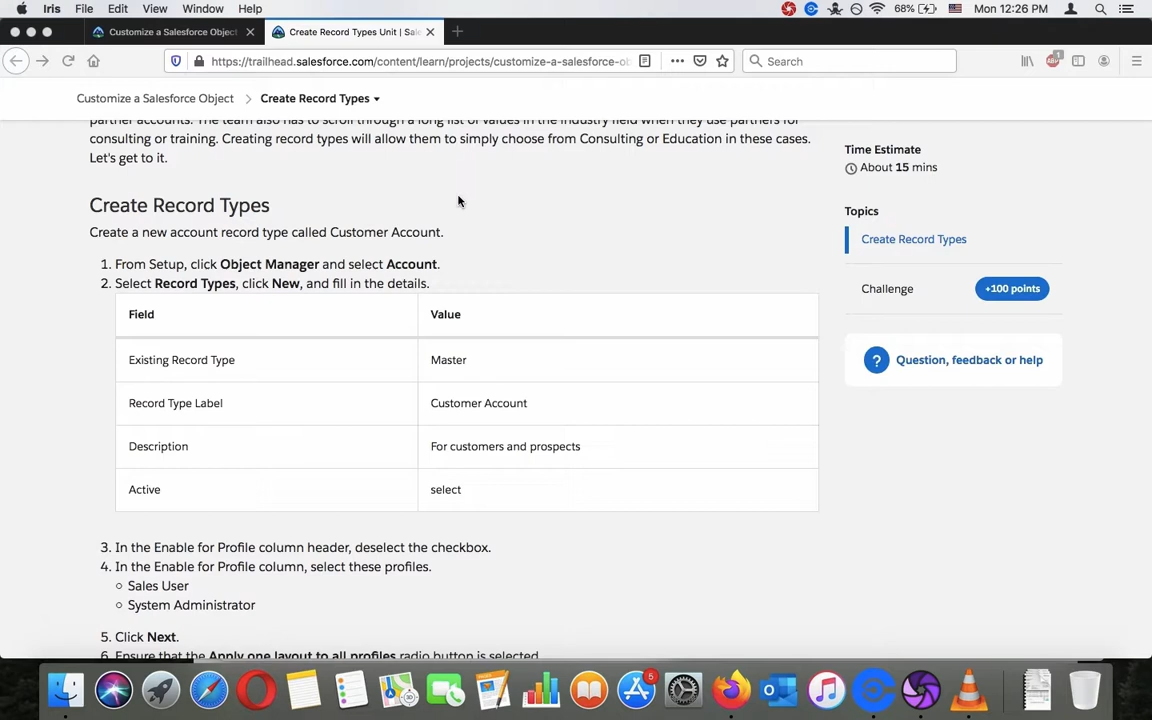 Iris File Edit View Window Help 68% Mon 12:26 PM
Customize a Salesforce Object Create Record Types Unit | Sal
https://trailhead.salesforce.com/content/learn/projects/customize-a-salesforce-ob Search
Customize a Salesforce Object > Create Record Types
partner accounts. The team also has to scroll through a long list of values in the industry field when they use partners for
consulting or training. Creating record types will allow them to simply choose from Consulting or Education in these cases.
Let's get to it.
Time Estimate
About 15 mins
Create Record Types
Create a new account record type called Customer Account.
Topics
Create Record Types
Challenge +100 points
? Question, feedback or help
1. From Setup, click Object Manager and select Account.
2. Select Record Types, click New, and fill in the details.
Field Value
Existing Record Type Master
Record Type Label Customer Account
Description For customers and prospects
Active select
3. In the Enable for Profile column header, deselect the checkbox.
4. In the Enable for Profile column, select these profiles.
Sales User
System Administrator
5. Click Next.
6. Ensure that the Apply one layout to all profiles radio button is selected.
5